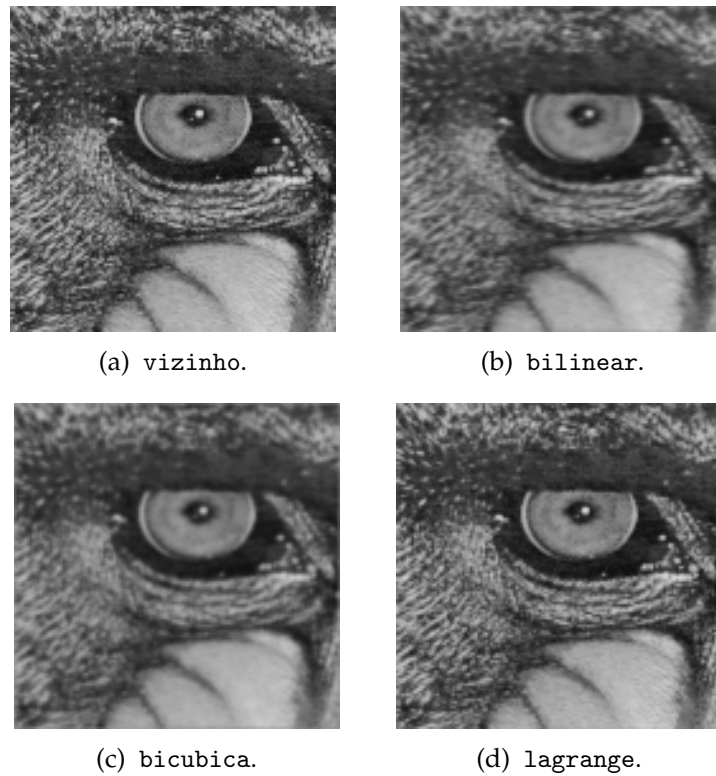 (a) vizinho.
(b) bilinear.
(c) bicubica.
(d) lagrange.